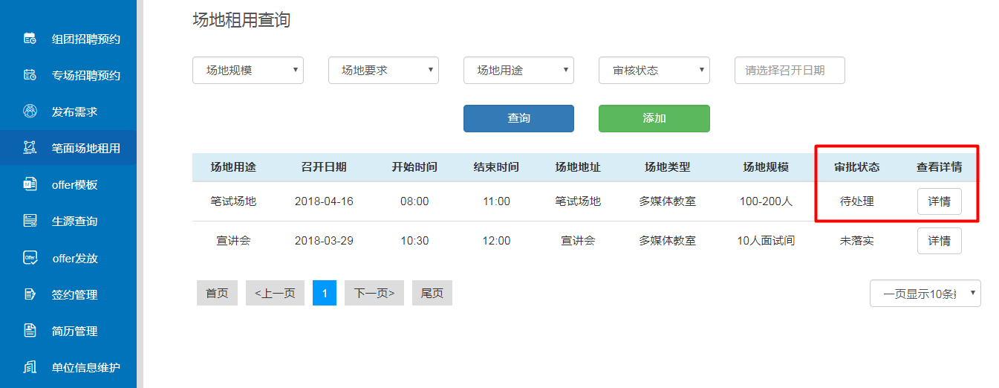 组团招聘预约
专场招聘预约
发布需求
笔面场地租用
offer模板
生源查询
offer发放
签约管理
简历管理
单位信息维护
场地租用查询
场地规模 场地要求 场地用途 审核状态 请选择召开日期
查询 添加
场地用途 召开日期 开始时间 结束时间 场地地址 场地类型 场地规模 审批状态 查看详情
笔试场地 2018-04-16 08:00 11:00 笔试场地 多媒体教室 100-200人 待处理 详情
宣讲会 2018-03-29 10:30 12:00 宣讲会 多媒体教室 10人面试间 未落实 详情
首页 <上一页 1 下一页> 尾页 一页显示10条